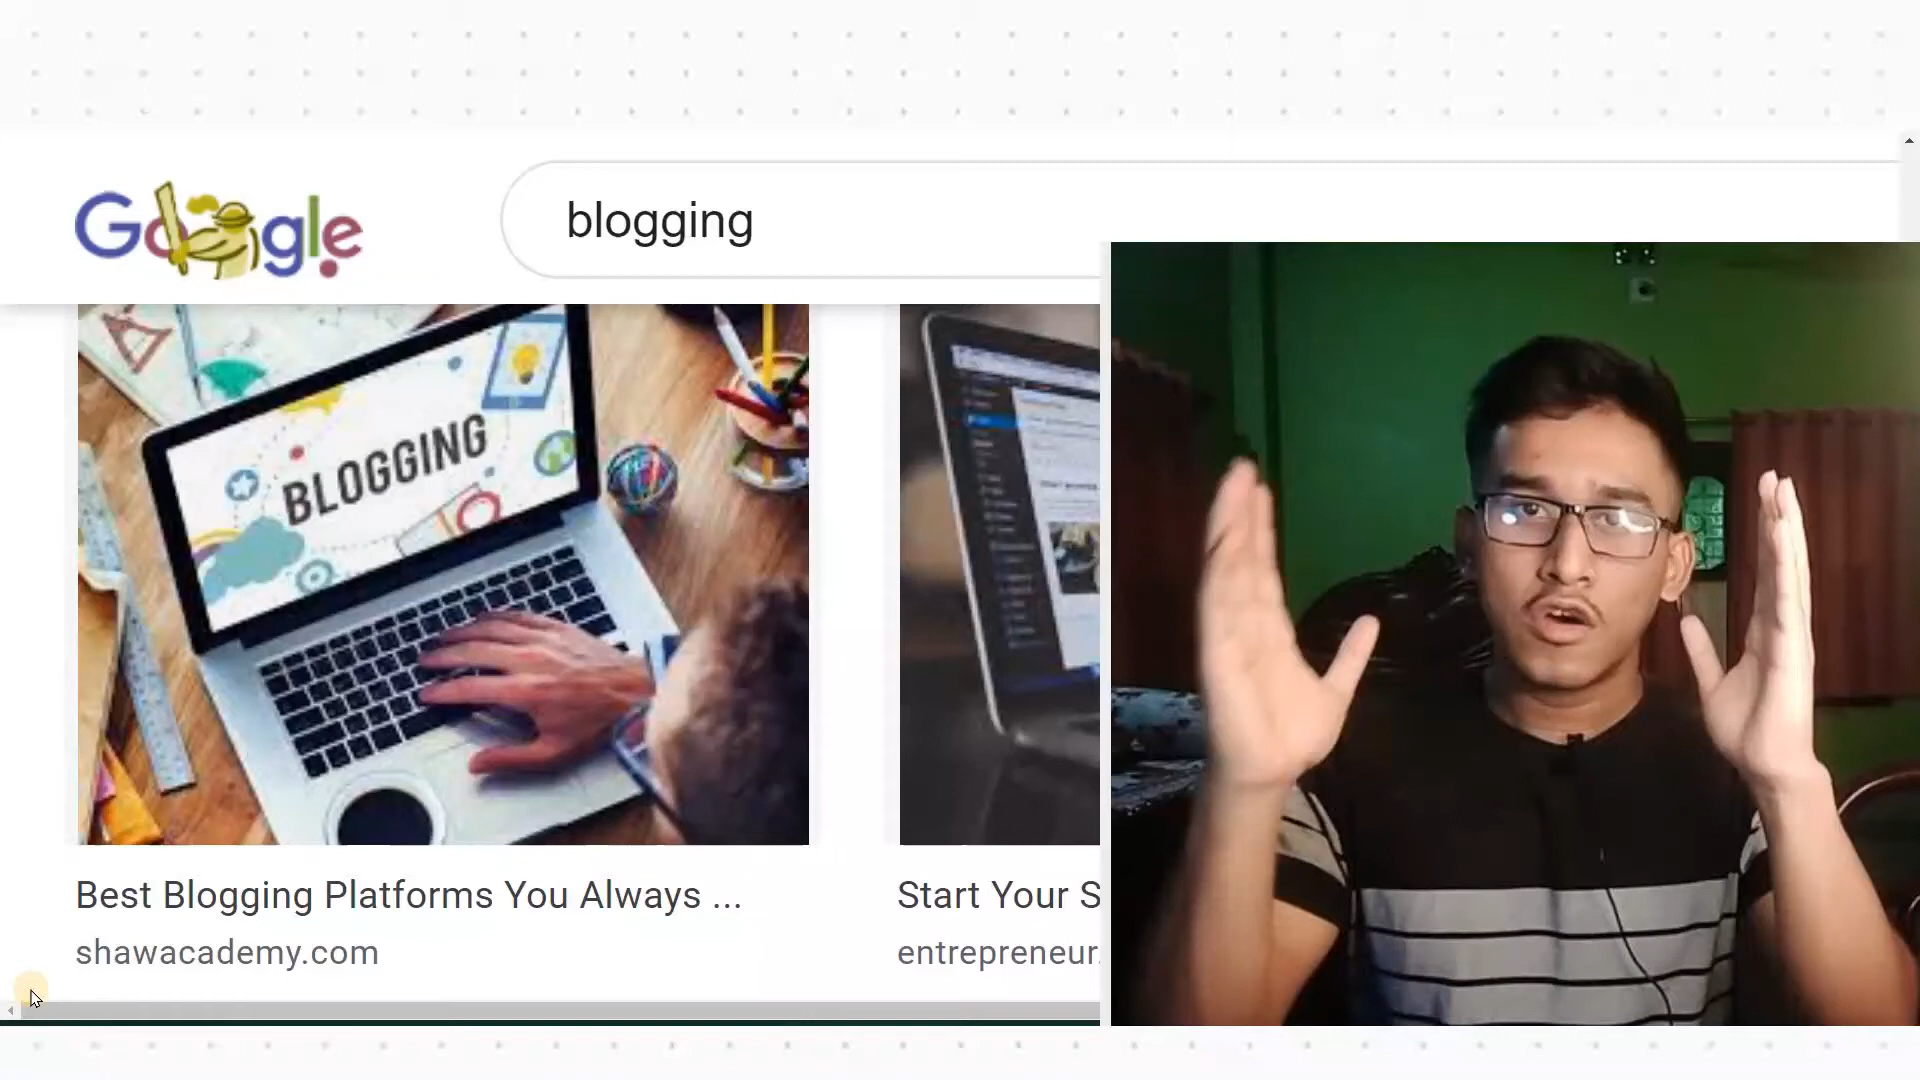 Google
blogging
BLOGGING
Best Blogging Platforms You Always ...
Start Your S
shawacademy.com
entrepreneur.